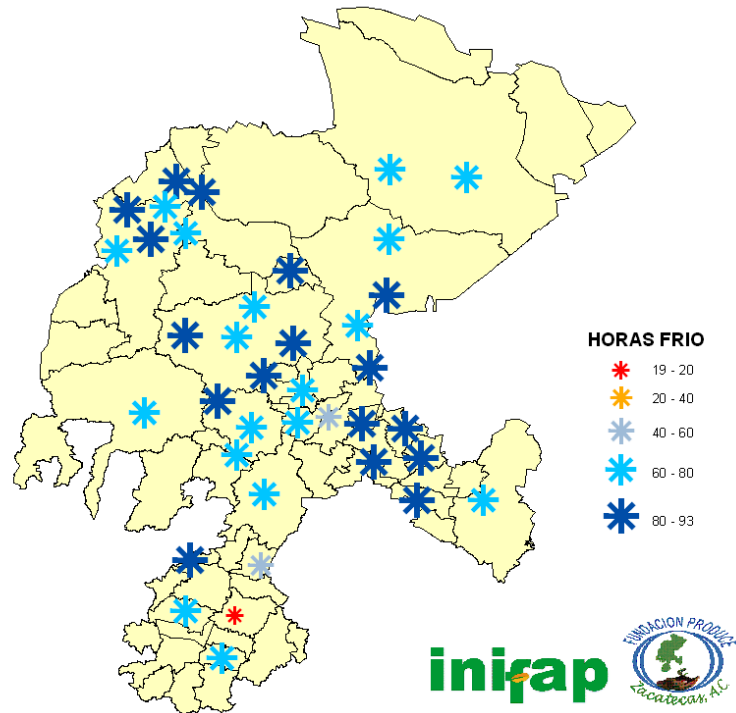 HORAS FRIO
19 - 20
20 - 40
40 - 60
60 - 80
80 - 93
inifap
FUNDACION PRODUCE
Zacatecas, A.C.